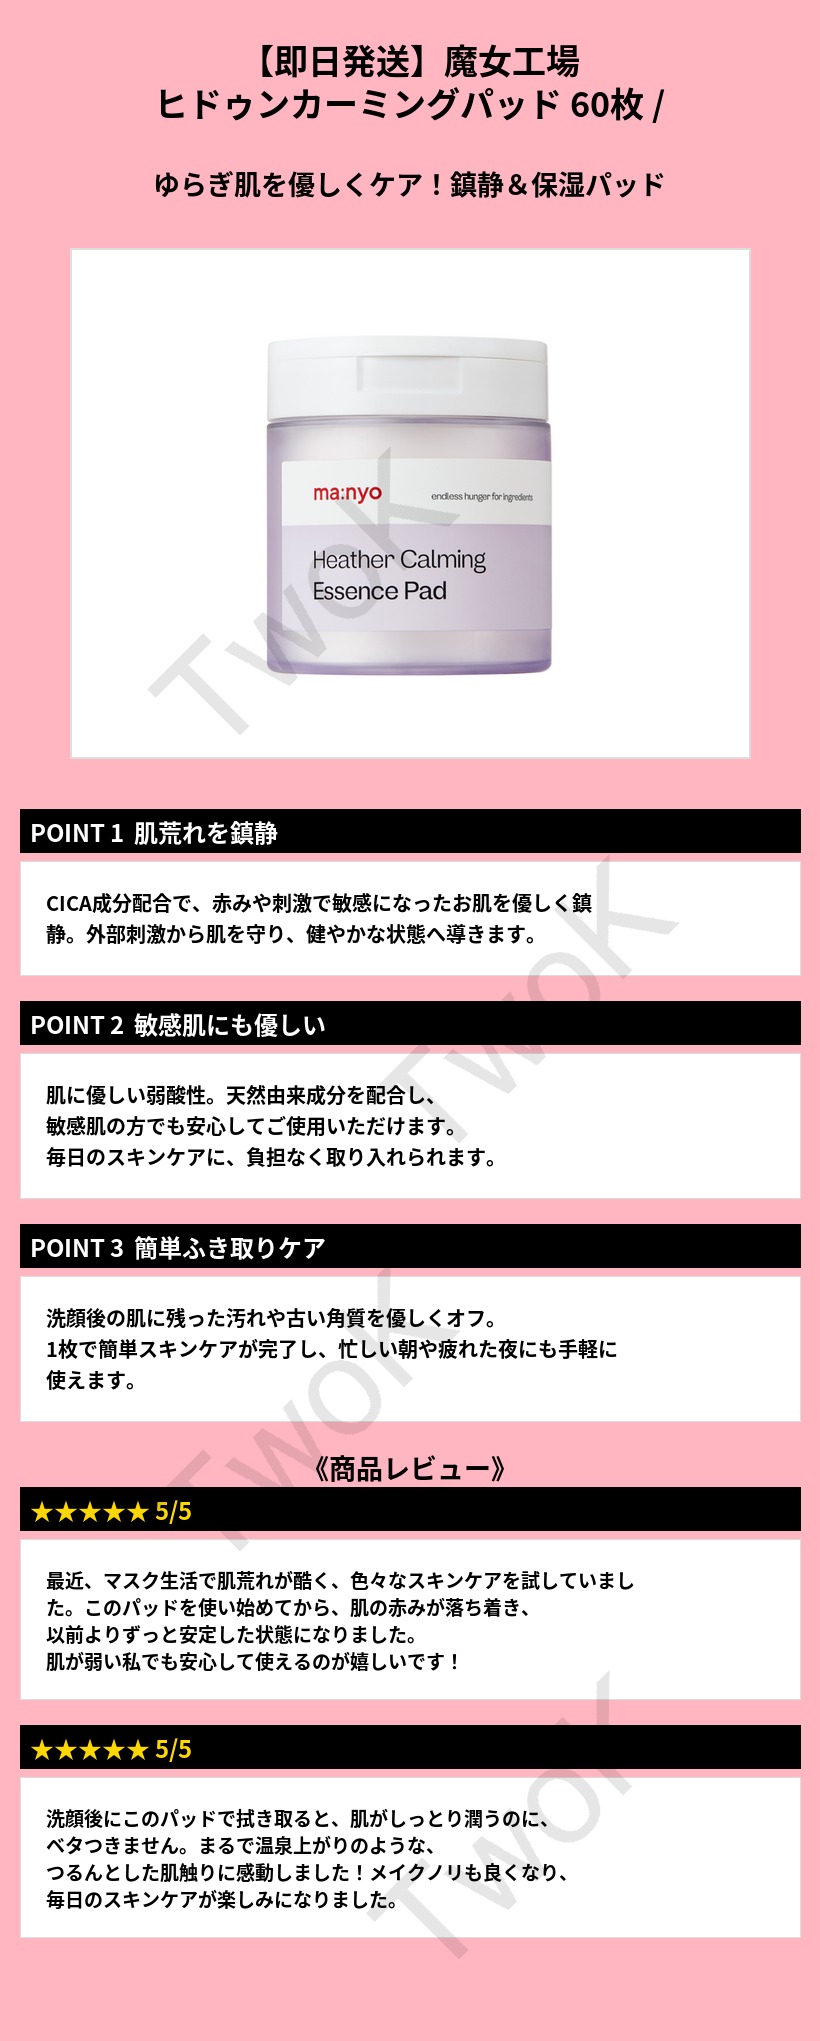 【即日発送】魔女工場
ヒドゥンカーミングパッド 60枚 /
ゆらぎ肌を優しくケア！鎮静＆保湿パッド
ma:nyo
endless hunger for ingredients
Heather Calming
Essence Pad
TwoK
POINT 1 肌荒れを鎮静
CICA成分配合で、赤みや刺激で敏感になったお肌を優しく鎮
静。外部刺激から肌を守り、健やかな状態へ導きます。
TwoK
POINT 2 敏感肌にも優しい
肌に優しい弱酸性。天然由来成分を配合し、
敏感肌の方でも安心してご使用いただけます。
毎日のスキンケアに、負担なく取り入れられます。
POINT 3 簡単ふき取りケア
洗顔後の肌に残った汚れや古い角質を優しくオフ。
1枚で簡単スキンケアが完了し、忙しい朝や疲れた夜にも手軽に
使えます。
TwoK
《商品レビュー》
★★★★★ 5/5
最近、マスク生活で肌荒れが酷く、色々なスキンケアを試していまし
た。このパッドを使い始めてから、肌の赤みが落ち着き、
以前よりずっと安定した状態になりました。
肌が弱い私でも安心して使えるのが嬉しいです！
★★★★★ 5/5
洗顔後にこのパッドで拭き取ると、肌がしっとり潤うのに、
ベタつきません。まるで温泉上がりのような、
つるんとした肌触りに感動しました！メイクノリも良くなり、
毎日のスキンケアが楽しみになりました。
TwoK